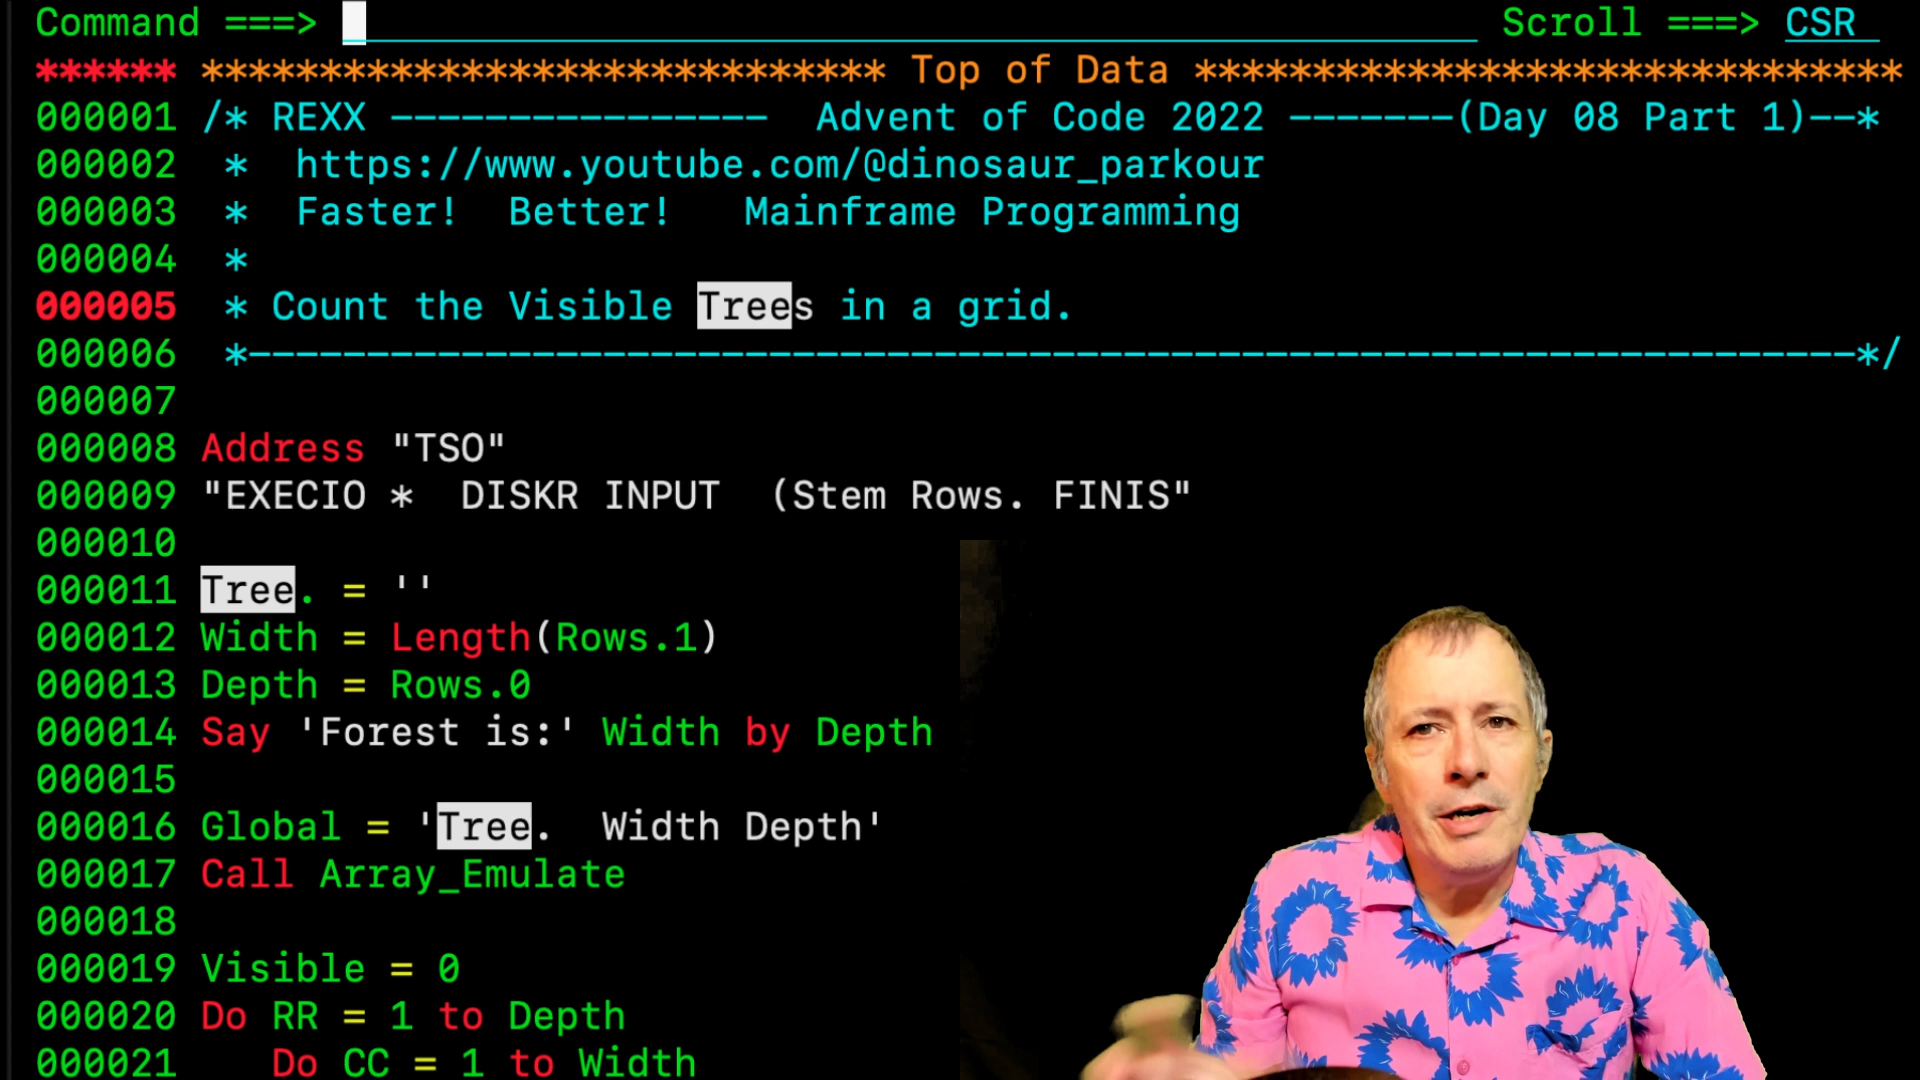 Command ===> Scroll ===> CSR
****** ***************************** Top of Data ******************************
000001 /* REXX ---------------- Advent of Code 2022 -------(Day 08 Part 1)--*
000002 * https://www.youtube.com/@dinosaur_parkour
000003 * Faster! Better! Mainframe Programming
000004 *
000005 * Count the Visible Trees in a grid.
000006 *--------------------------------------------------------------------*/
000007
000008 Address "TSO"
000009 "EXECIO * DISKR INPUT (Stem Rows. FINIS"
000010
000011 Tree. = ''
000012 Width = Length(Rows.1)
000013 Depth = Rows.0
000014 Say 'Forest is:' Width by Depth
000015
000016 Global = 'Tree. Width Depth'
000017 Call Array_Emulate
000018
000019 Visible = 0
000020 Do RR = 1 to Depth
000021 Do CC = 1 to Width